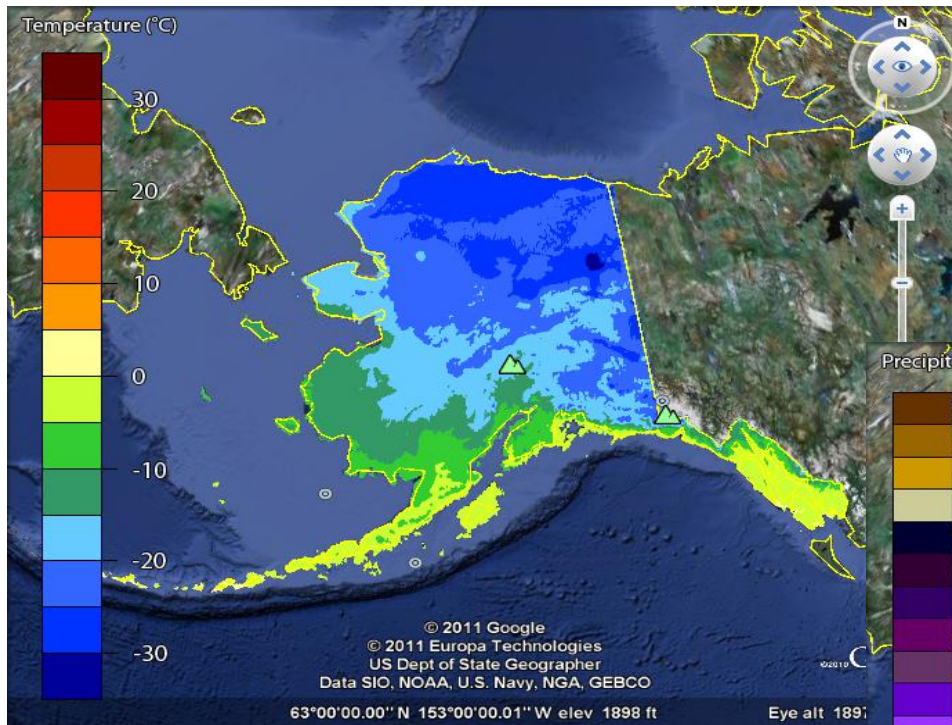 Temperature (°C)
N
30
20
10
0
-10
-20
-30
Precipit
© 2011 Google
© 2011 Europa Technologies
US Dept of State Geographer
Data SIO, NOAA, U.S. Navy, NGA, GEBCO
©2010
63°00'00.00" N 153°00'00.01" W elev 1898 ft
Eye alt 1897